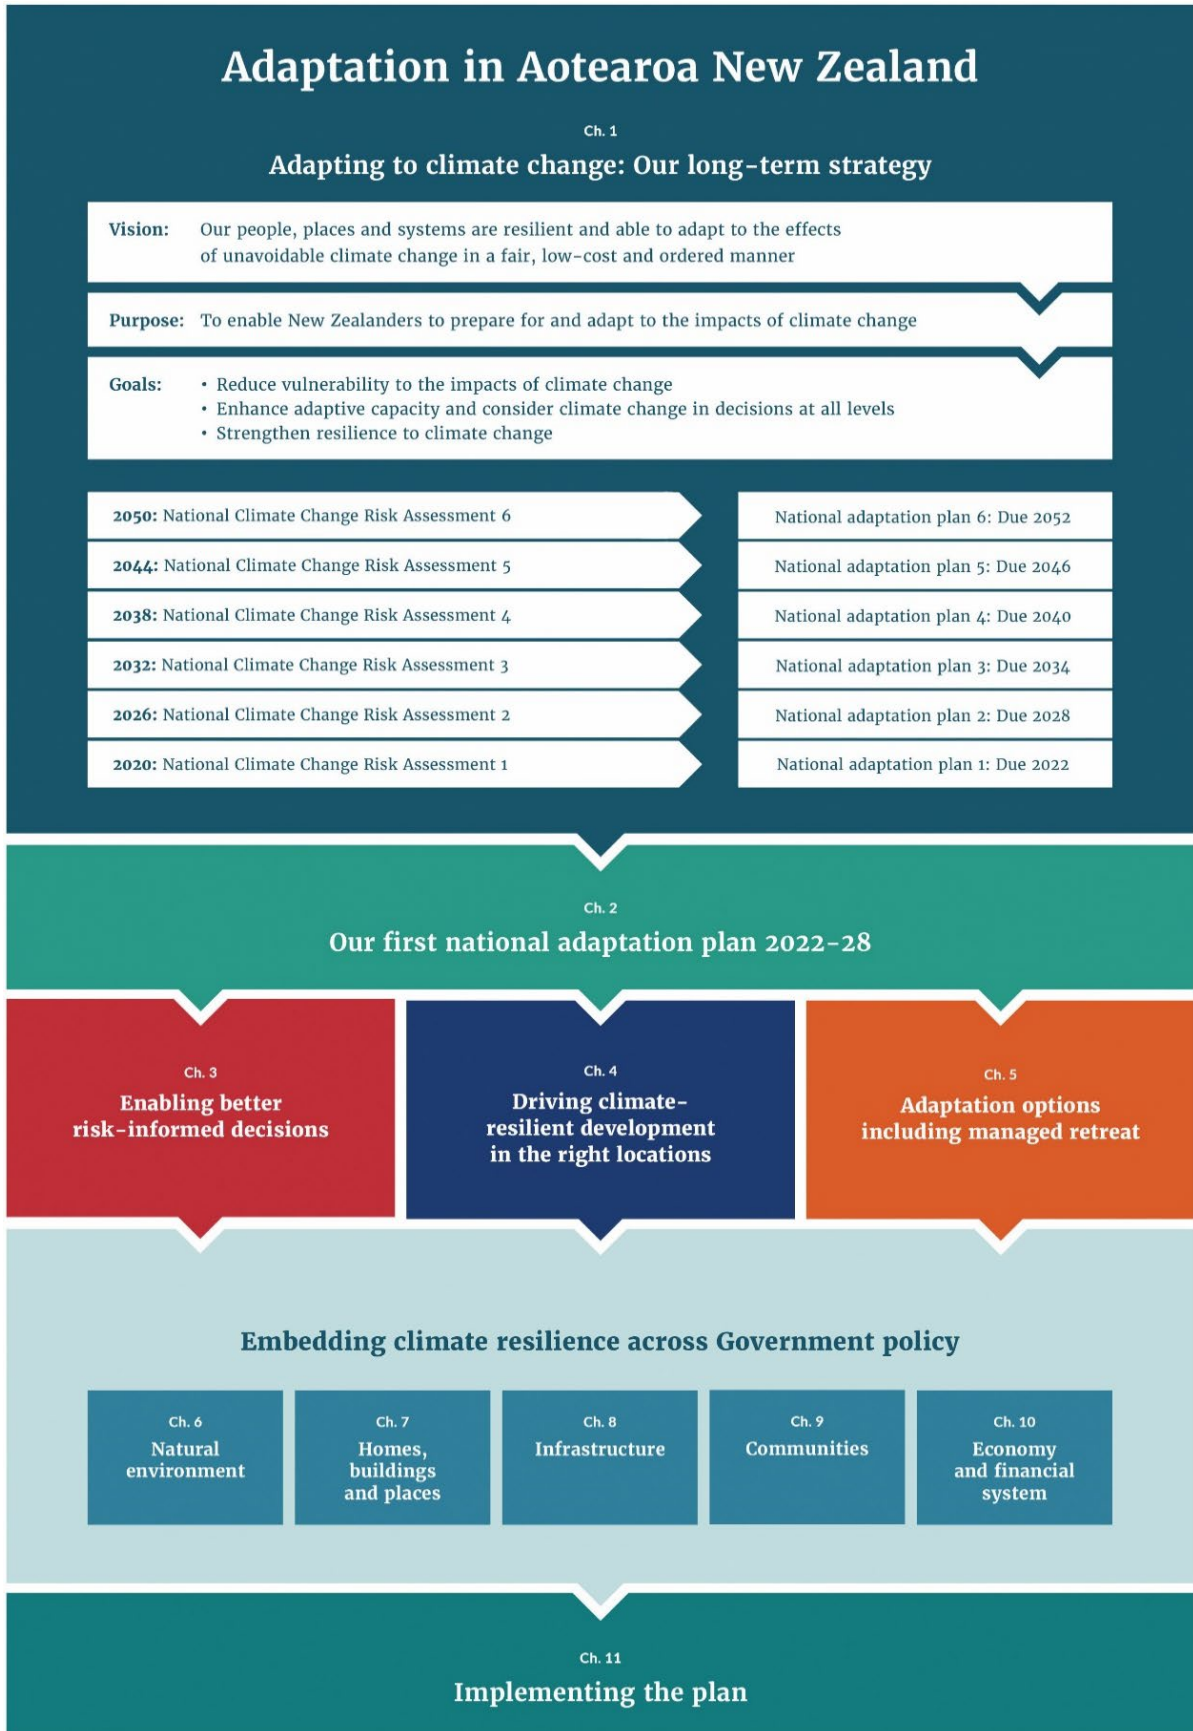 Adaptation in Aotearoa New Zealand
Ch. 1
Adapting to climate change: Our long-term strategy
Vision: Our people, places and systems are resilient and able to adapt to the effects
of unavoidable climate change in a fair, low-cost and ordered manner
Purpose: To enable New Zealanders to prepare for and adapt to the impacts of climate change
Goals: • Reduce vulnerability to the impacts of climate change
• Enhance adaptive capacity and consider climate change in decisions at all levels
• Strengthen resilience to climate change
2050: National Climate Change Risk Assessment 6
National adaptation plan 6: Due 2052
2044: National Climate Change Risk Assessment 5
National adaptation plan 5: Due 2046
2038: National Climate Change Risk Assessment 4
National adaptation plan 4: Due 2040
2032: National Climate Change Risk Assessment 3
National adaptation plan 3: Due 2034
2026: National Climate Change Risk Assessment 2
National adaptation plan 2: Due 2028
2020: National Climate Change Risk Assessment 1
National adaptation plan 1: Due 2022
Ch. 2
Our first national adaptation plan 2022-28
Ch. 3
Enabling better
risk-informed decisions
Ch. 4
Driving climate-
resilient development
in the right locations
Ch. 5
Adaptation options
including managed retreat
Embedding climate resilience across Government policy
Ch. 6
Natural
environment
Ch. 7
Homes,
buildings
and places
Ch. 8
Infrastructure
Ch. 9
Communities
Ch. 10
Economy
and financial
system
Ch. 11
Implementing the plan